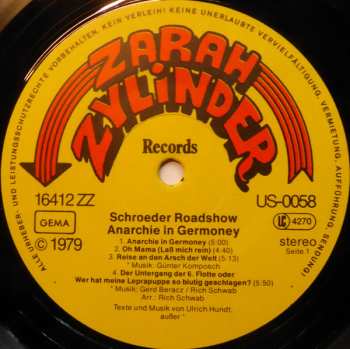 ALLE URHEBER- UND LEISTUNGSSCHUTZRECHTE VORBEHALTEN. KEIN VERLEIH! KEINE UNERLAUBTE VERVIELFÄLTIGUNG, VERMIETUNG, AUFFÜHRUNG, SENDUNG!
ZARAH
ZYLiNDER
Records
16412 ZZ
US-0058
GEMA
LC 4270
℗ © 1979
stereo
Seite 1
Schroeder Roadshow
Anarchie in Germoney
1. Anarchie in Germoney (5:00)
2. Oh Mama (Laß mich rein) (4:40)
3. Reise an den Arsch der Welt (5:13)
* Musik: Günter Komposch
4. Der Untergang der 6. Flotte oder
Wer hat meine Leprapuppe so blutig geschlagen? (5:50)
* Musik: Gerd Beracz / Rich Schwab
Arr.: Rich Schwab
Texte und Musik von Ulrich Hundt,
außer *